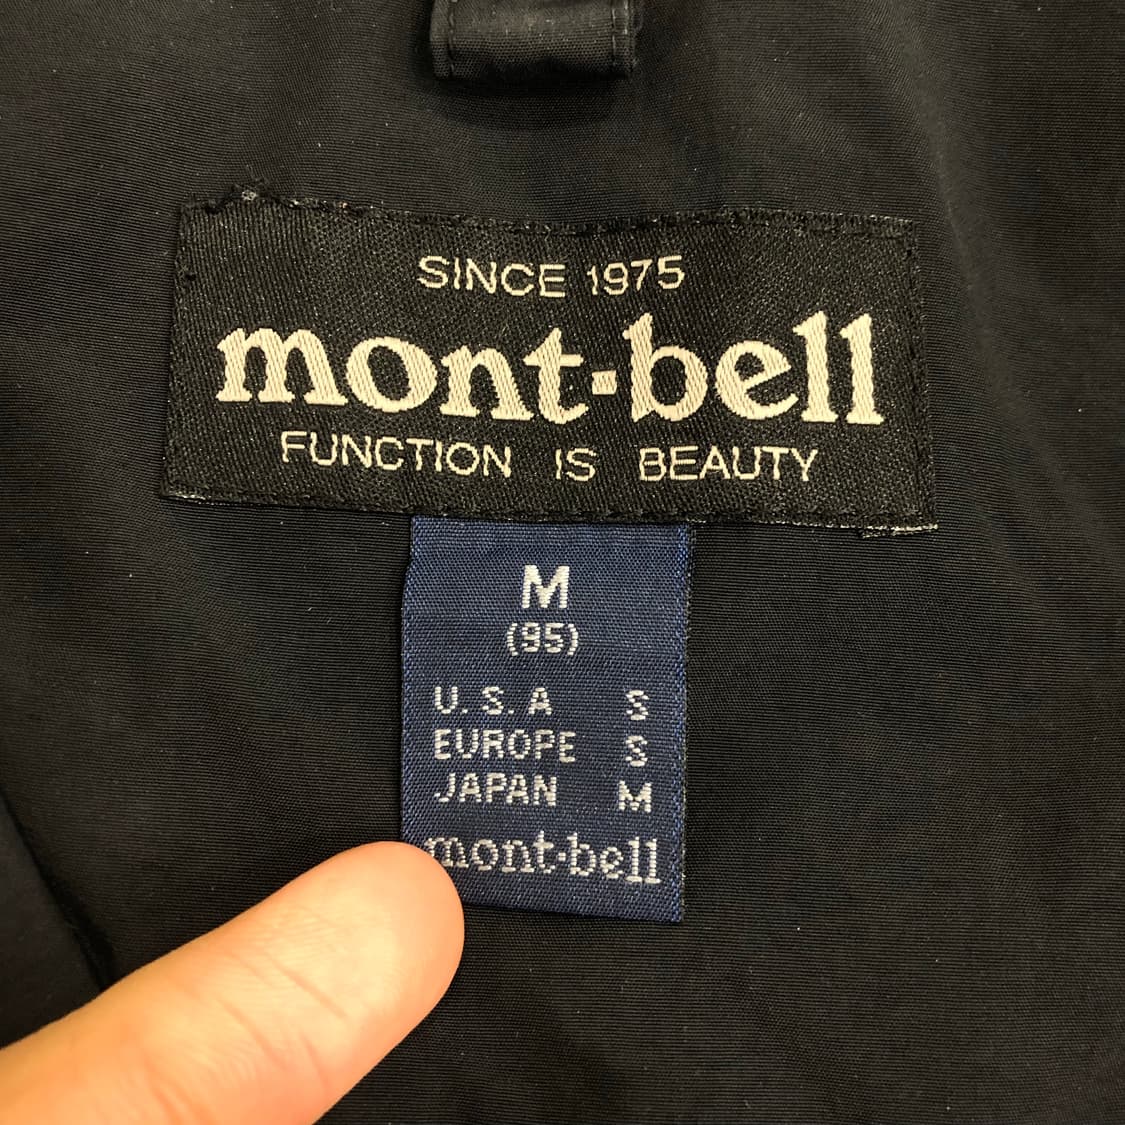 SINCE 1975
mont-bell
FUNCTION IS BEAUTY
M
(95)
U.S.A S
EUROPE S
JAPAN M
mont-bell